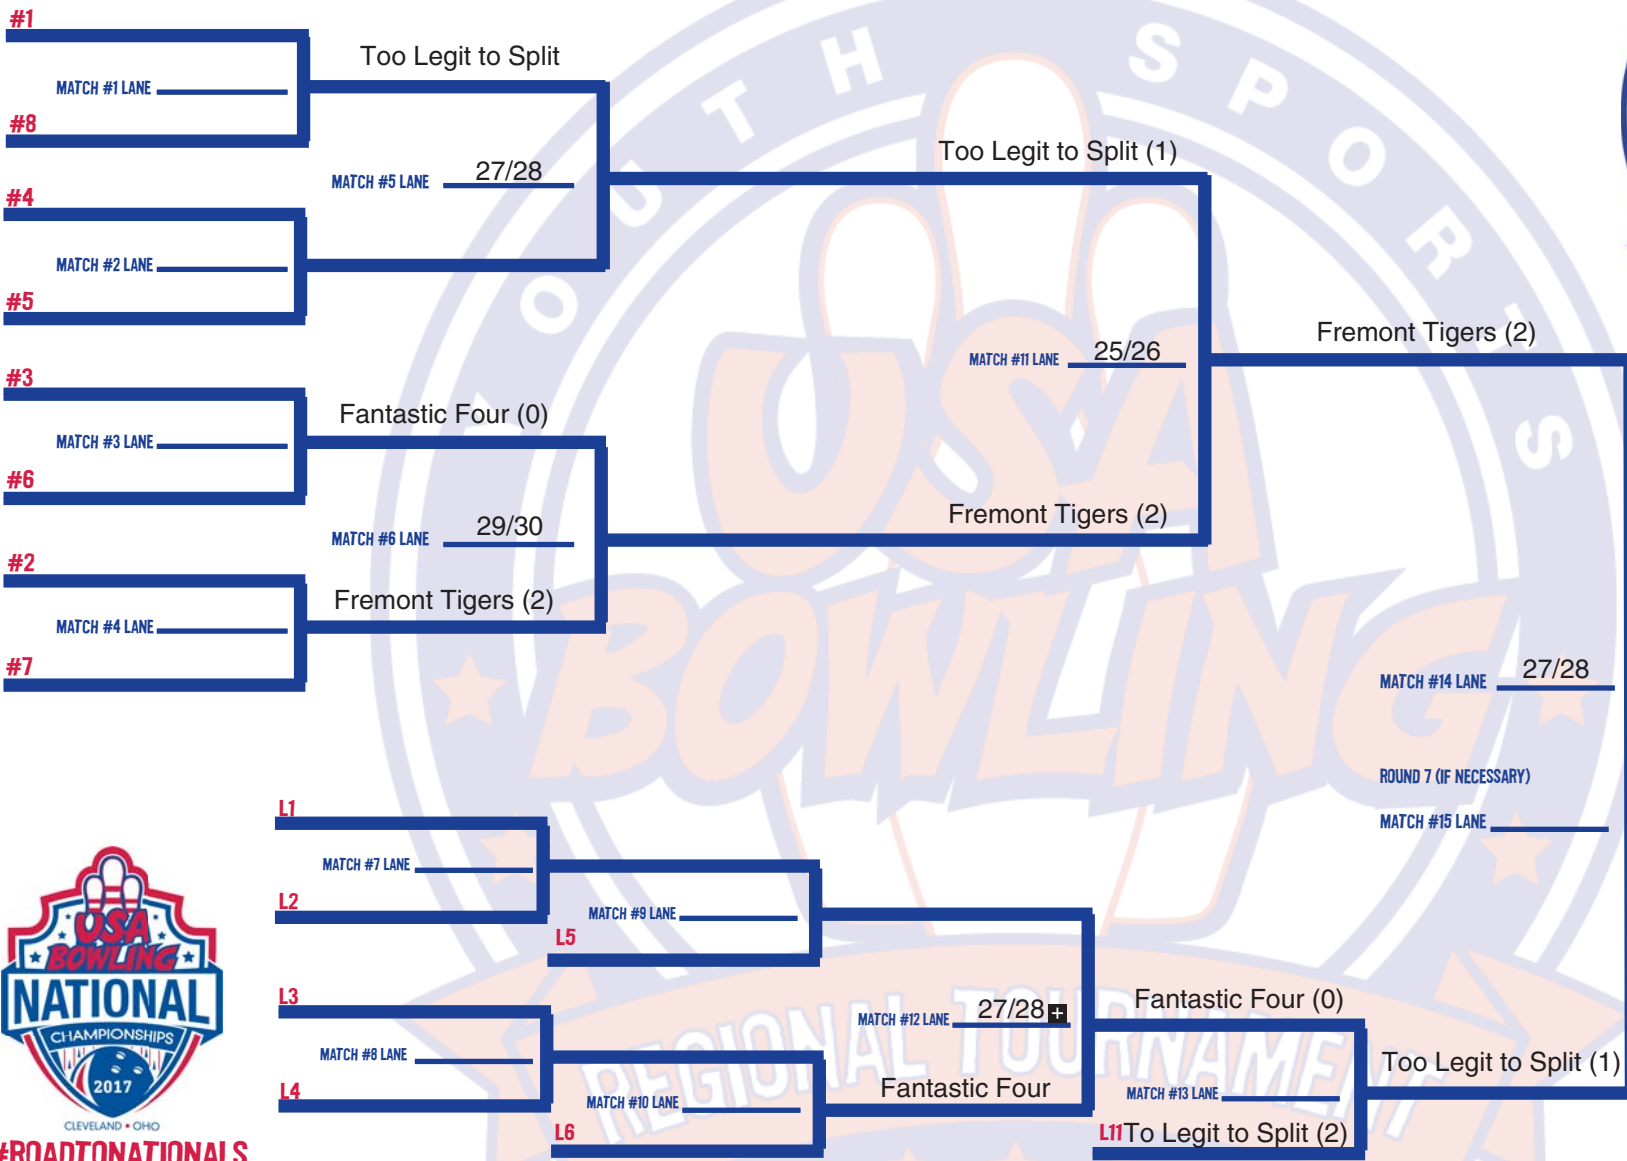 #1
Too Legit to Split
MATCH #1 LANE
#8
Too Legit to Split (1)
#4
MATCH #5 LANE 27/28
MATCH #2 LANE
#5
Fremont Tigers (2)
MATCH #11 LANE 25/26
#3
Fantastic Four (0)
MATCH #3 LANE
#6
MATCH #6 LANE 29/30
Fremont Tigers (2)
#2
Fremont Tigers (2)
MATCH #4 LANE
#7
MATCH #14 LANE 27/28
ROUND 7 (IF NECESSARY)
MATCH #15 LANE
L1
MATCH #7 LANE
L2
MATCH #9 LANE
L5
L3
MATCH #12 LANE 27/28
Fantastic Four (0)
MATCH #8 LANE
Too Legit to Split (1)
L4
Fantastic Four
MATCH #10 LANE
MATCH #13 LANE
L6
L11To Legit to Split (2)
YOUTH SPORTS
USA
BOWLING
REGIONAL TOURNAMENT
USA
BOWLING
NATIONAL
CHAMPIONSHIPS
2017
CLEVELAND • OHIO
#ROADTONATIONALS